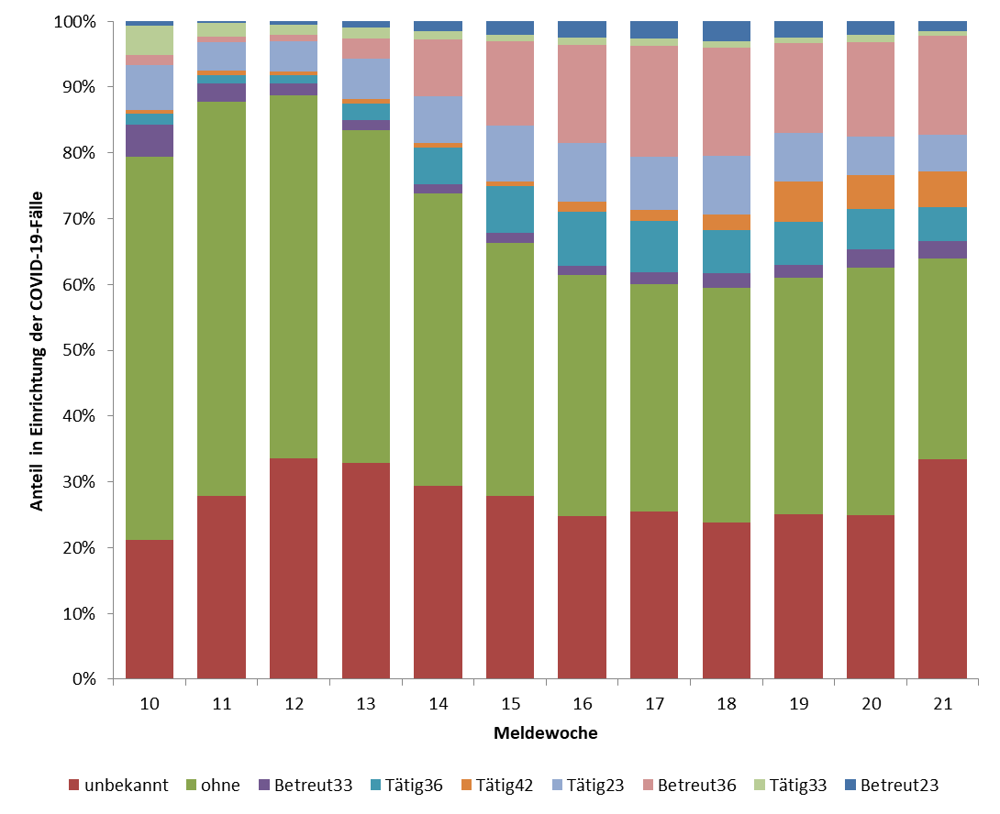 100%
90%
80%
70%
60%
50%
40%
30%
20%
10%
0%
Anteil in Einrichtung der COVID-19-Fälle
10 11 12 13 14 15 16 17 18 19 20 21
Meldewoche
unbekannt ohne Betreut33 Tätig36 Tätig42 Tätig23 Betreut36 Tätig33 Betreut23